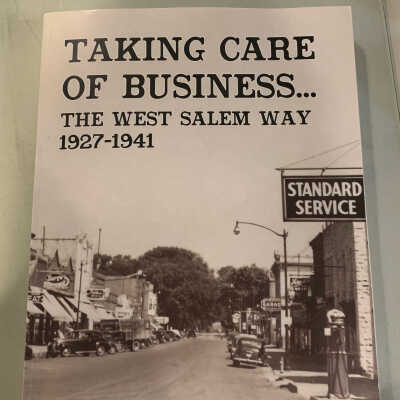 TAKING CARE
OF BUSINESS...
THE WEST SALEM WAY
1927-1941
STANDARD
SERVICE